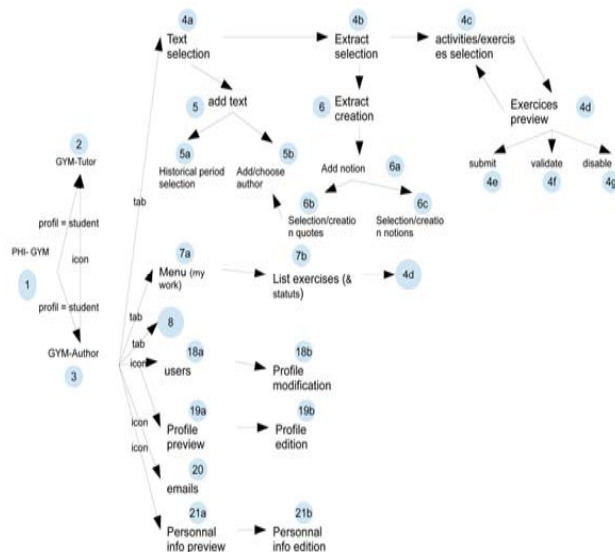 4a
4b
4c
Text
selection
Extract
selection
activities/exercis
es selection
5
add text
6
Extract
creation
Exercices
preview
4d
2
GYM-Tutor
5a
5b
Historical period
selection
Add/choose
author
Add notion
6a
submit
validate
disable
4e
4f
4g
tab
6b
6c
profil = student
Selection/creatio
n quotes
Selection/creatio
n notions
PHI- GYM
icon
1
7a
7b
Menu (my
work)
List exercises (&
statuts)
4d
profil = student
tab
8
GYM-Author
3
tab
icon
18a
18b
users
Profile
modification
19a
19b
icon
icon
Profile
preview
Profile
edition
20
emails
21a
21b
Personnal
info preview
Personnal
info edition